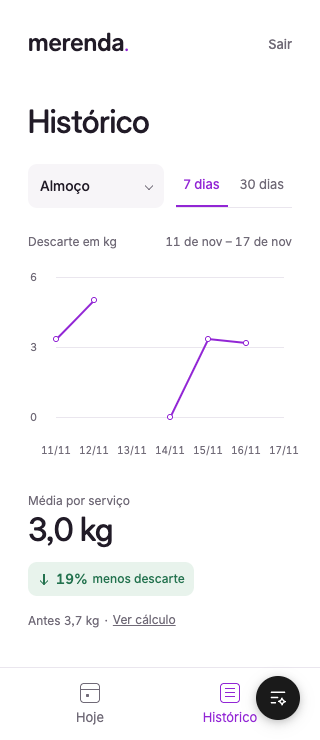 merenda.
Sair
Histórico
Almoço
7 dias
30 dias
Descarte em kg
11 de nov – 17 de nov
6
3
0
11/11 12/11 13/11 14/11 15/11 16/11 17/11
Média por serviço
3,0 kg
↓ 19% menos descarte
Antes 3,7 kg · Ver cálculo
Hoje
Histórico